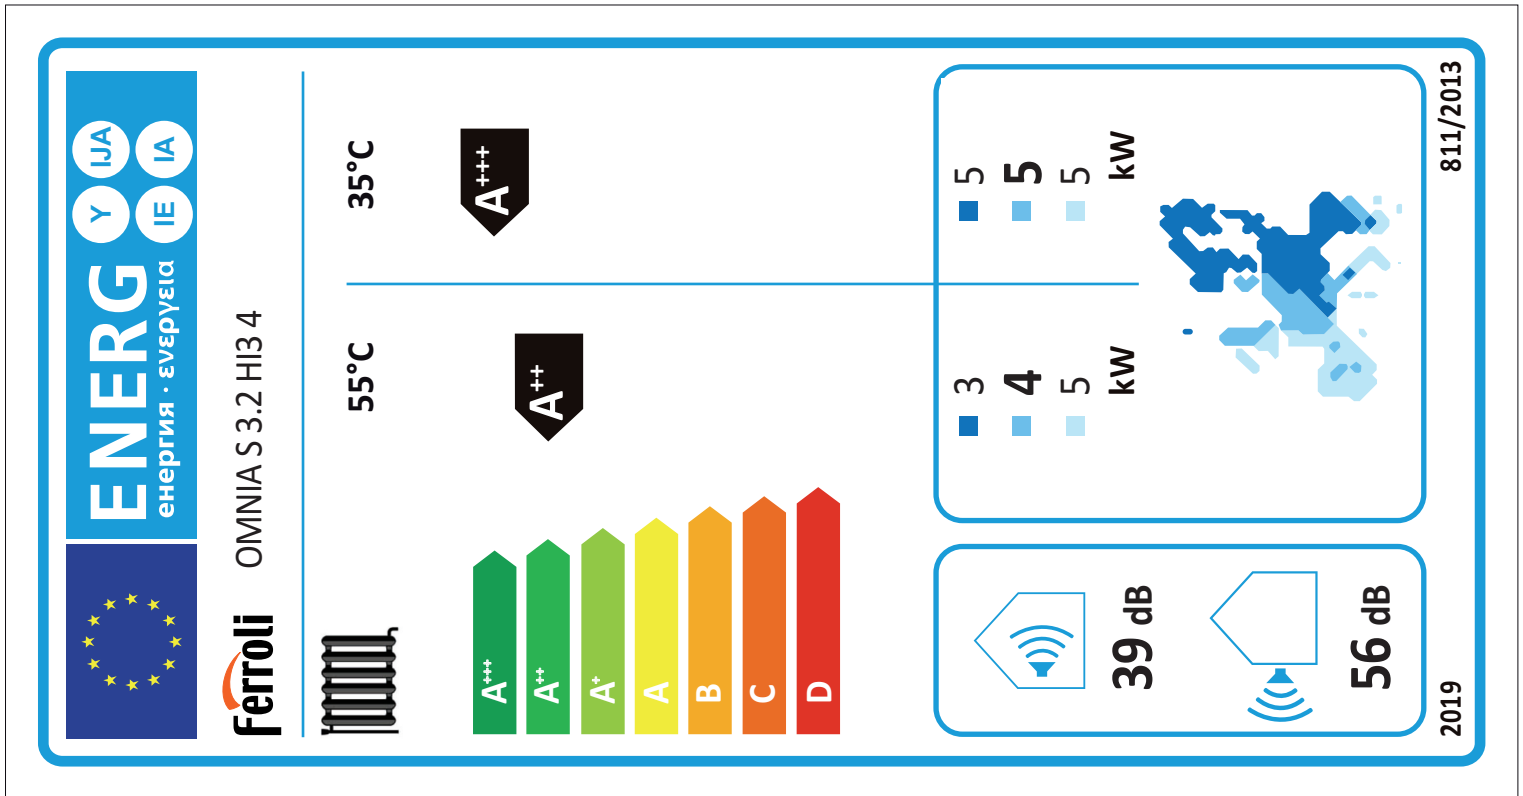 ENERG
енергия · ενεργεια
Y IJA
IE IA
Ferroli
OMNIA S 3.2 HI3 4
55°C 35°C
A+++
A++
A+++
A++
A+
A
B
C
D
3 5
4 5
5 5
kW kW
39 dB
56 dB
2019 811/2013